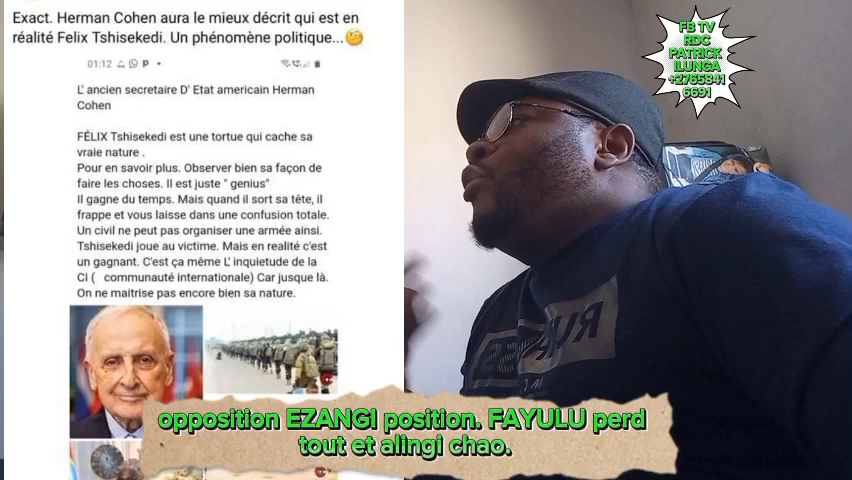 Exact. Herman Cohen aura le mieux décrit qui est en
réalité Felix Tshisekedi. Un phénomène politique...🧐
01:12
L' ancien secretaire D' Etat americain Herman
Cohen
FÉLIX Tshisekedi est une tortue qui cache sa
vraie nature .
Pour en savoir plus. Observer bien sa façon de
faire les choses. Il est juste " genius"
Il gagne du temps. Mais quand il sort sa tête, il
frappe et vous laisse dans une confusion totale.
Un civil ne peut pas organiser une armée ainsi.
Tshisekedi joue au victime. Mais en réalité c'est
un gagnant. C'est ça même L' inquietude de la
CI ( communauté internationale) Car jusque là.
On ne maitrise pas encore bien sa nature.
FB TV
RDC
PATRICK
ILUNGA
+2765841
6691
opposition EZANGI position. FAYULU perd
tout et alingi chao.